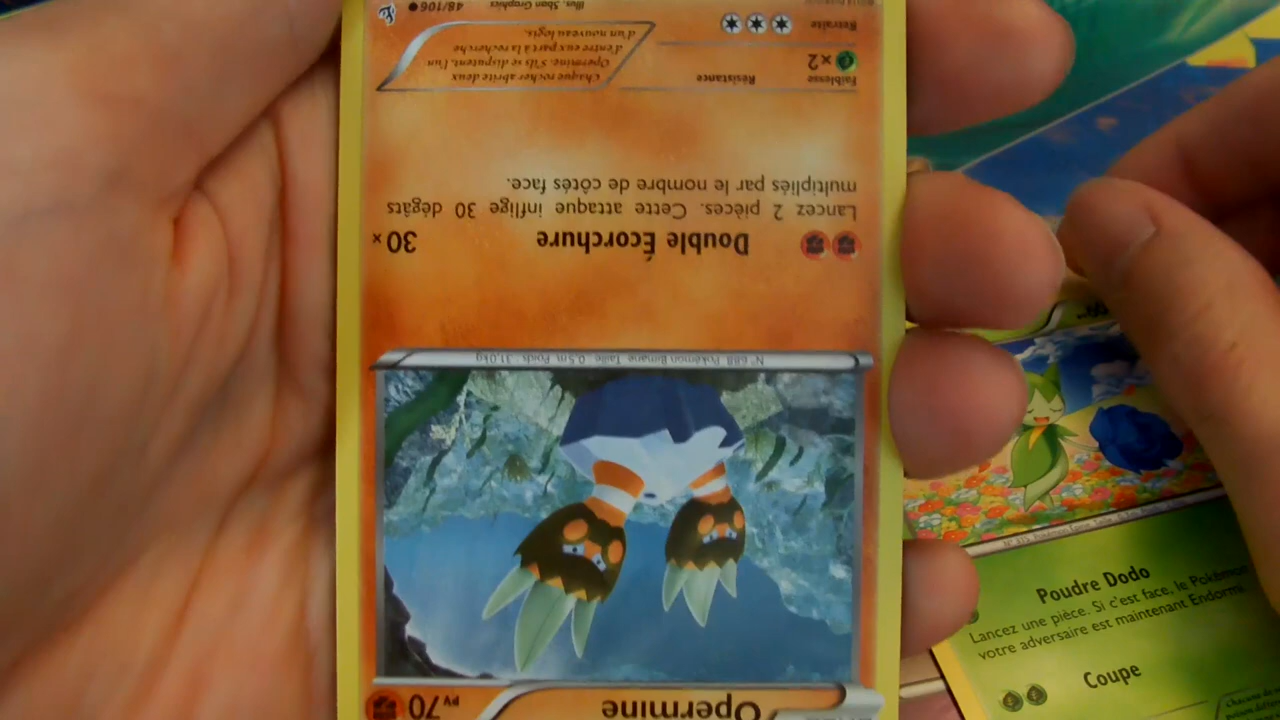 Opermine
PV 70
N° 688 Pokémon Bimane Taille : 0,5m Poids : 31,0kg
Double Écorchure 30×
Lancez 2 pièces. Cette attaque inflige 30 dégâts
multipliés par le nombre de côtés face.
Faiblesse
×2
Résistance
Retraite
Chaque rocher abrite deux
Opermine. S'ils se disputent, l'un
d'entre eux part à la recherche
d'un nouveau logis.
Illus. 5ban Graphics
48/106
Poudre Dodo
Lancez une pièce. Si c'est face, le Pokémon
votre adversaire est maintenant Endormi.
Coupe